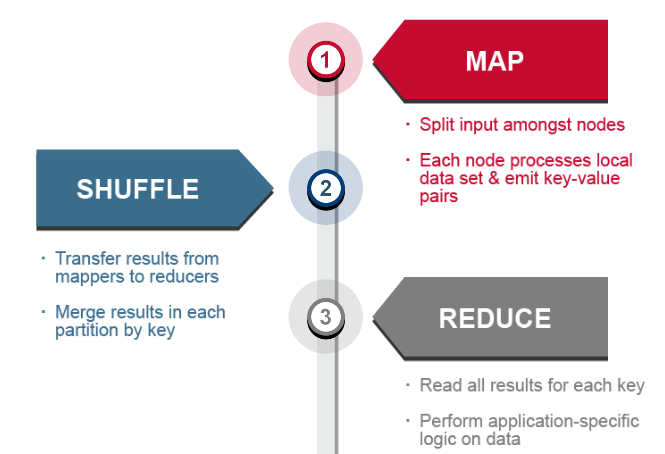 1
MAP
· Split input amongst nodes
· Each node processes local
data set & emit key-value
pairs
2
SHUFFLE
· Transfer results from
mappers to reducers
· Merge results in each
partition by key
3
REDUCE
· Read all results for each key
· Perform application-specific
logic on data